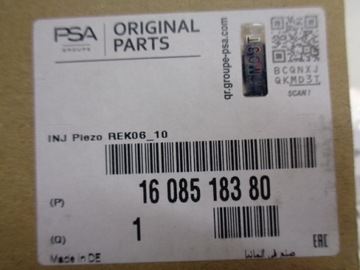 PSA
GROUPE
ORIGINAL
PARTS
qr.groupe-psa.com
BCQNXJ
QKMD3T
SCAN !
INJ Piezo REK06_10
(P)
16 085 183 80
(Q)
1
Made in DE
صنع في المانيا
EAC